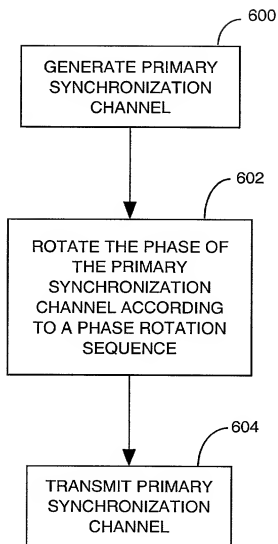 600
GENERATE PRIMARY
SYNCHRONIZATION
CHANNEL
602
ROTATE THE PHASE OF
THE PRIMARY
SYNCHRONIZATION
CHANNEL ACCORDING
TO A PHASE ROTATION
SEQUENCE
604
TRANSMIT PRIMARY
SYNCHRONIZATION
CHANNEL